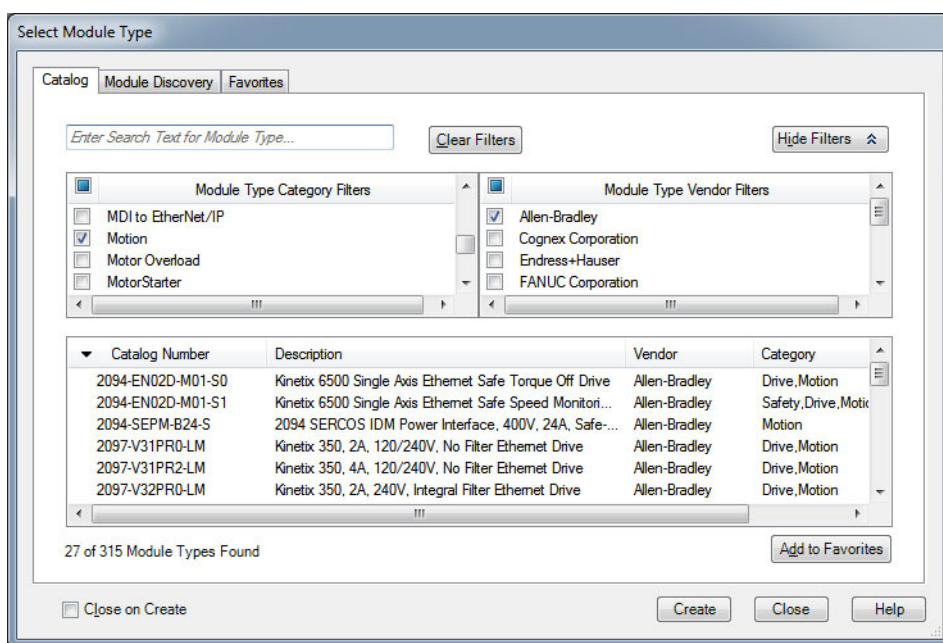 Select Module Type
Catalog Module Discovery Favorites
Enter Search Text for Module Type... Clear Filters Hide Filters
Module Type Category Filters Module Type Vendor Filters
MDI to EtherNet/IP Allen-Bradley
Motion Cognex Corporation
Motor Overload Endress+Hauser
MotorStarter FANUC Corporation
Catalog Number Description Vendor Category
2094-EN02D-M01-S0 Kinetix 6500 Single Axis Ethernet Safe Torque Off Drive Allen-Bradley Drive,Motion
2094-EN02D-M01-S1 Kinetix 6500 Single Axis Ethernet Safe Speed Monitori... Allen-Bradley Safety,Drive,Motic
2094-SEPM-B24-S 2094 SERCOS IDM Power Interface, 400V, 24A, Safe-... Allen-Bradley Motion
2097-V31PR0-LM Kinetix 350, 2A, 120/240V, No Filter Ethernet Drive Allen-Bradley Drive,Motion
2097-V31PR2-LM Kinetix 350, 4A, 120/240V, No Filter Ethernet Drive Allen-Bradley Drive,Motion
2097-V32PR0-LM Kinetix 350, 2A, 240V, Integral Filter Ethernet Drive Allen-Bradley Drive,Motion
27 of 315 Module Types Found Add to Favorites
Close on Create Create Close Help